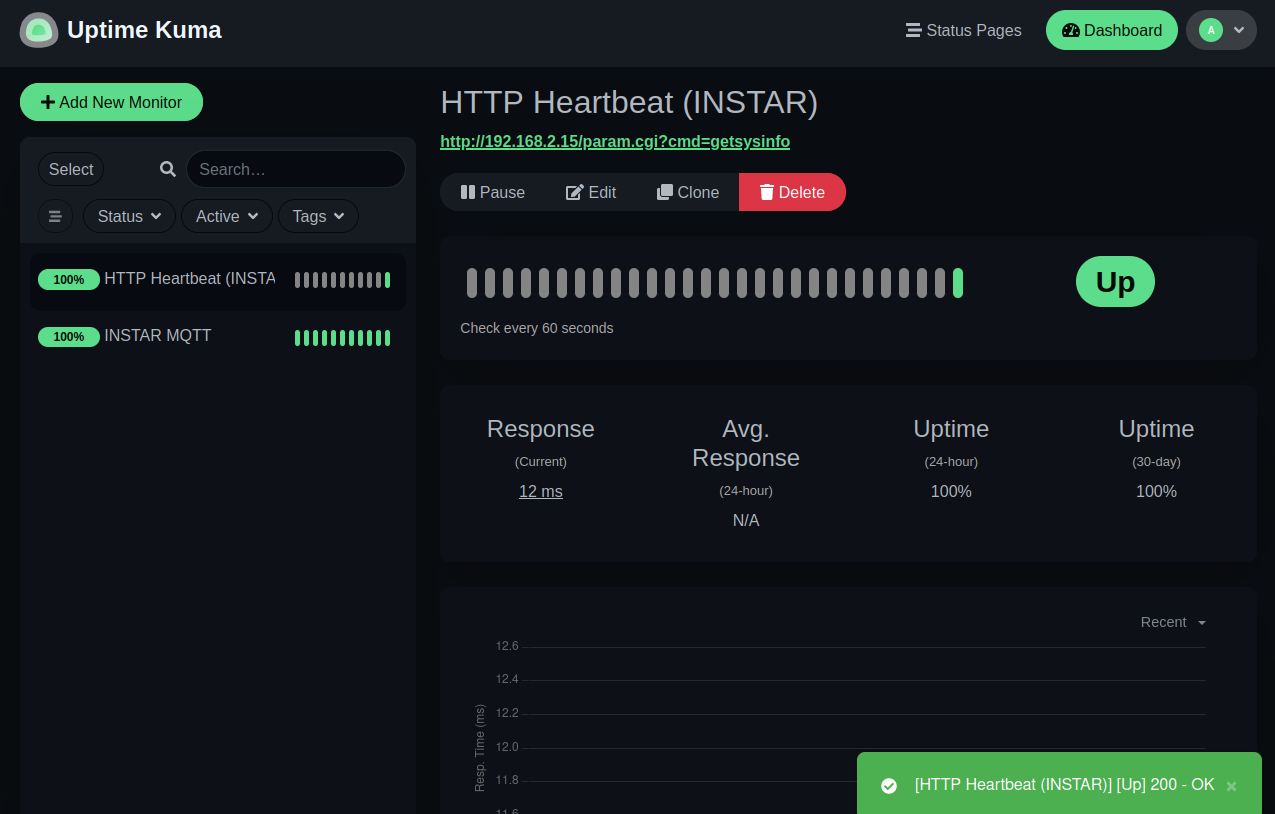 Uptime Kuma
Status Pages
Dashboard
A
Add New Monitor
Select
Search…
Status
Active
Tags
100% HTTP Heartbeat (INSTA
100% INSTAR MQTT
HTTP Heartbeat (INSTAR)
http://192.168.2.15/param.cgi?cmd=getsysinfo
Pause
Edit
Clone
Delete
Up
Check every 60 seconds
Response
(Current)
12 ms
Avg.
Response
(24-hour)
N/A
Uptime
(24-hour)
100%
Uptime
(30-day)
100%
Recent
Resp. Time (ms)
12.6
12.4
12.2
12.0
11.8
11.6
[HTTP Heartbeat (INSTAR)] [Up] 200 - OK